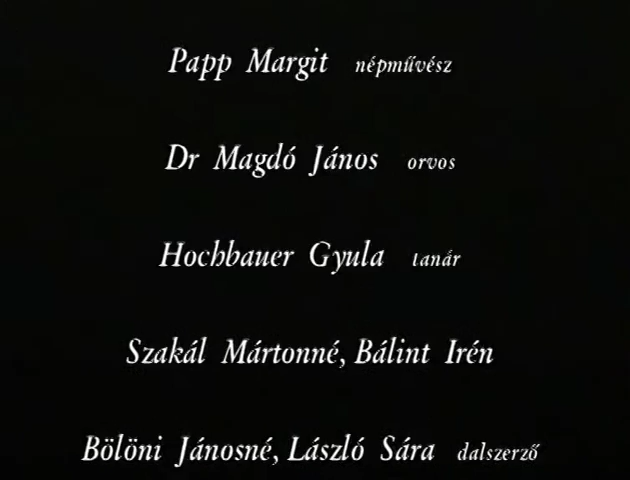 Papp Margit népművész
Dr Magdó János orvos
Hochbauer Gyula tanár
Szakál Mártonné, Bálint Irén
Bölöni Jánosné, László Sára dalszerző